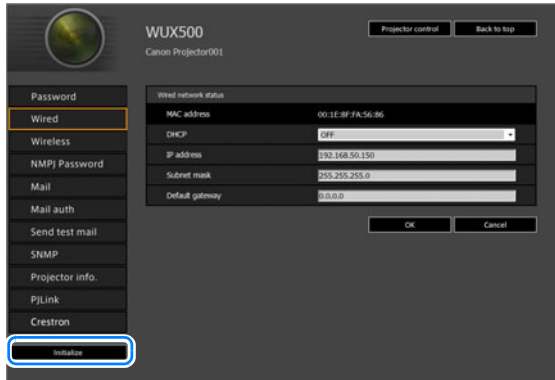 WUX500
Canon Projector001
Projector control
Back to top
Password
Wired
Wireless
NMPJ Password
Mail
Mail auth
Send test mail
SNMP
Projector info.
PJLink
Crestron
Initialize
Wired network status
MAC address 00:1E:8F:FA:56:86
DHCP OFF
IP address 192.168.50.150
Subnet mask 255.255.255.0
Default gateway 0.0.0.0
OK
Cancel